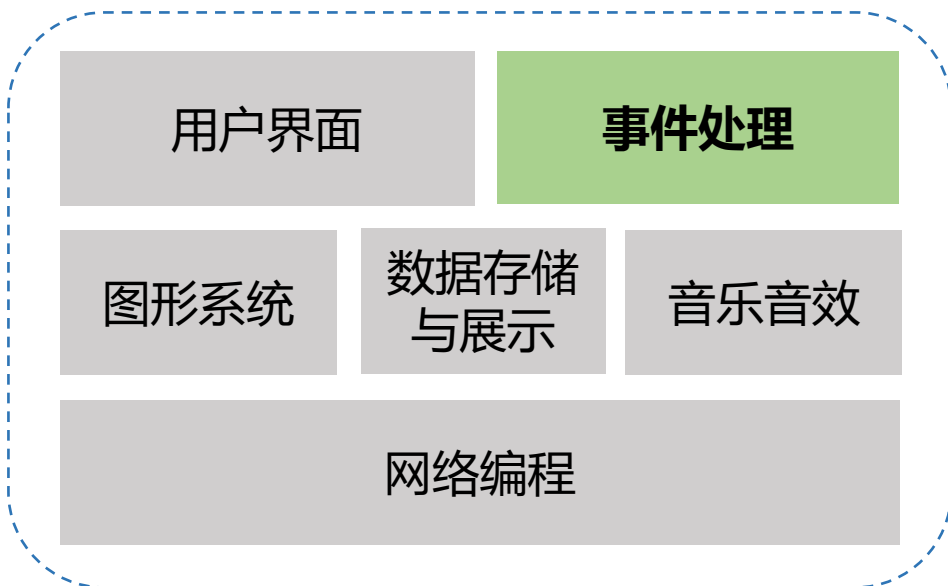 用户界面
事件处理
图形系统
数据存储
与展示
音乐音效
网络编程